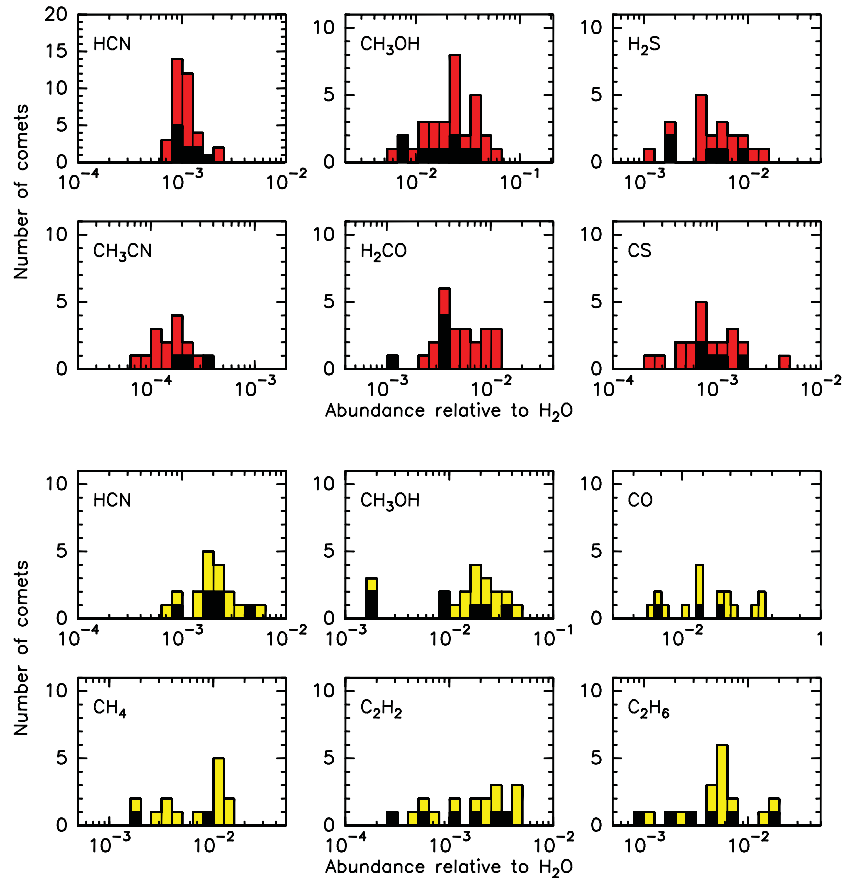 HCN
CH₃OH
H₂S
20
15
10
5
0
10
5
0
10
5
0
10⁻⁴ 10⁻³ 10⁻²
10⁻² 10⁻¹
10⁻³ 10⁻²
Number of comets
CH₃CN
H₂CO
CS
10
5
0
10
5
0
10
5
0
10⁻⁴ 10⁻³
10⁻³ 10⁻²
10⁻⁴ 10⁻³ 10⁻²
Abundance relative to H₂O
HCN
CH₃OH
CO
10
5
0
10
5
0
10
5
0
10⁻⁴ 10⁻³ 10⁻²
10⁻³ 10⁻² 10⁻¹
10⁻² 1
Number of comets
CH₄
C₂H₂
C₂H₆
10
5
0
10
5
0
10
5
0
10⁻³ 10⁻²
10⁻⁴ 10⁻³ 10⁻²
10⁻³ 10⁻²
Abundance relative to H₂O